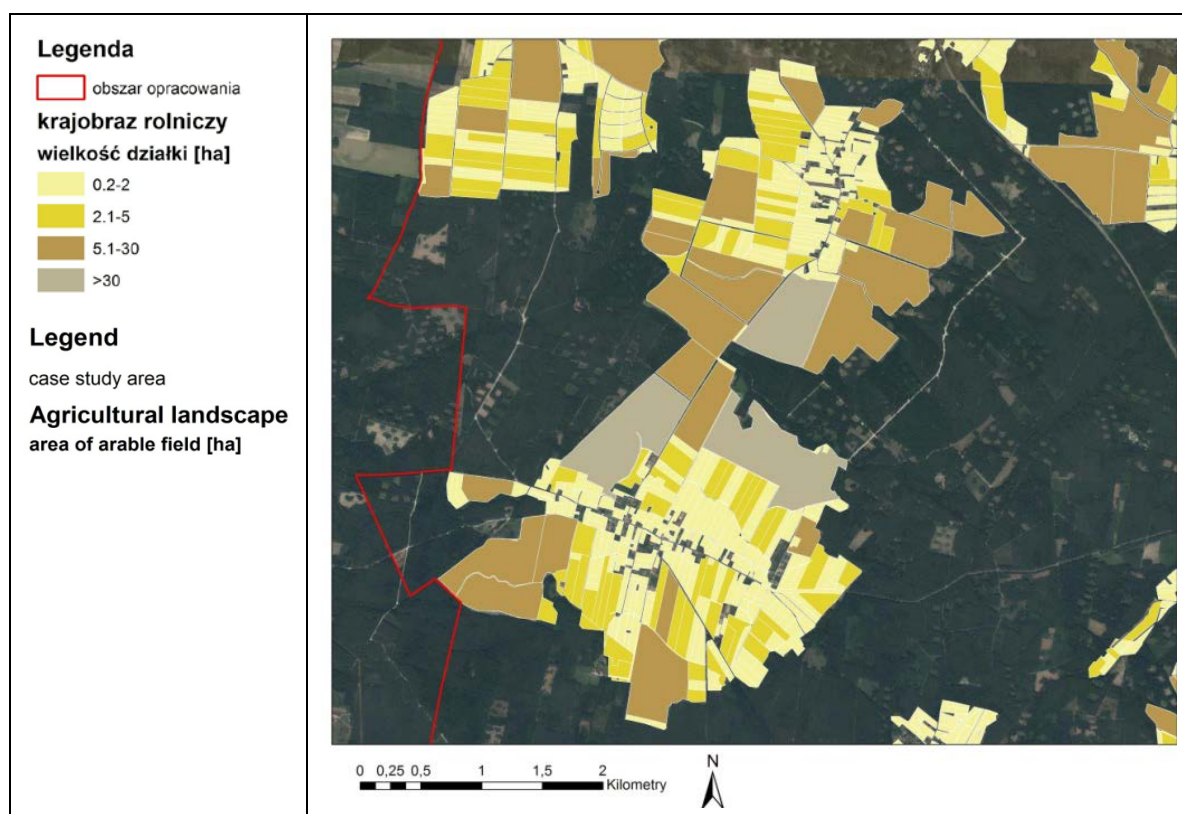 Legenda
obszar opracowania
krajobraz rolniczy
wielkość działki [ha]
0.2-2
2.1-5
5.1-30
>30
Legend
case study area
Agricultural landscape
area of arable field [ha]
0 0,25 0,5 1 1,5 2
Kilometry
N